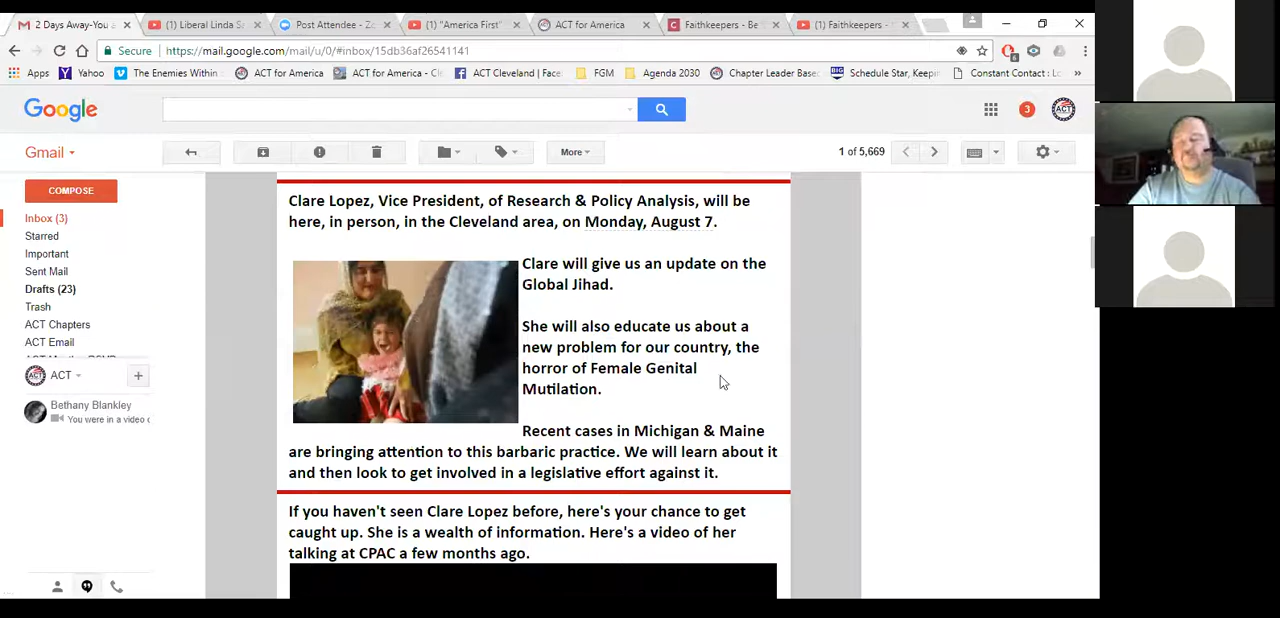 2 Days Away-You a
(1) Liberal Linda Sa
Post Attendee - Zo
(1) "America First"
ACT for America
Faithkeepers - Be
(1) Faithkeepers -
Secure
https://mail.google.com/mail/u/0/#inbox/15db36af26541141
Apps
Yahoo
The Enemies Within
ACT for America
ACT for America - Cl
ACT Cleveland | Face
FGM
Agenda 2030
Chapter Leader Base
Schedule Star, Keepin
Constant Contact : Lo
»
Google
3
Gmail
More
1 of 5,669
COMPOSE
Inbox (3)
Starred
Important
Sent Mail
Drafts (23)
Trash
ACT Chapters
ACT Email
ACT
+
Bethany Blankley
You were in a video c
Clare Lopez, Vice President, of Research & Policy Analysis, will be
here, in person, in the Cleveland area, on Monday, August 7.
Clare will give us an update on the
Global Jihad.
She will also educate us about a
new problem for our country, the
horror of Female Genital
Mutilation.
Recent cases in Michigan & Maine
are bringing attention to this barbaric practice. We will learn about it
and then look to get involved in a legislative effort against it.
If you haven't seen Clare Lopez before, here's your chance to get
caught up. She is a wealth of information. Here's a video of her
talking at CPAC a few months ago.